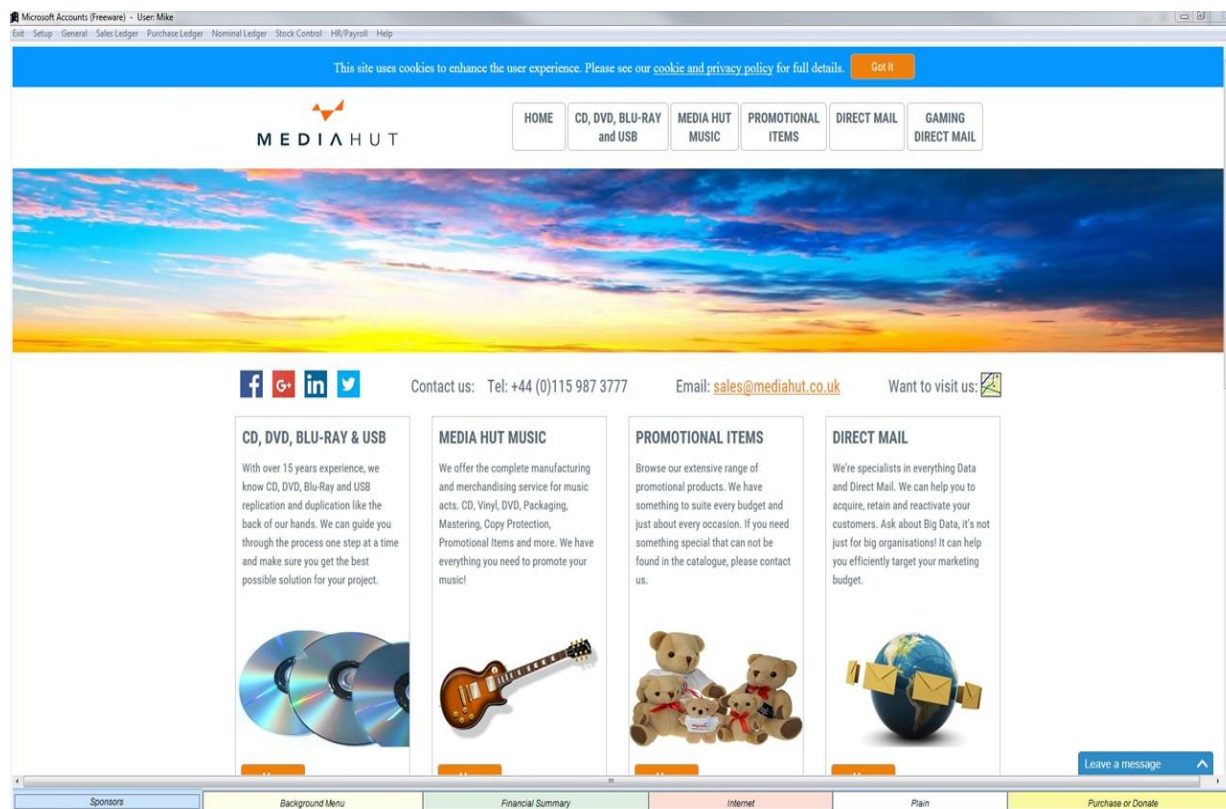 Microsoft Accounts (Freeware) - User: Mike
Exit Setup General Sales Ledger Purchase Ledger Nominal Ledger Stock Control HR/Payroll Help
This site uses cookies to enhance the user experience. Please see our cookie and privacy policy for full details. Got it
MEDIAHUT
HOME
CD, DVD, BLU-RAY
and USB
MEDIA HUT
MUSIC
PROMOTIONAL
ITEMS
DIRECT MAIL
GAMING
DIRECT MAIL
Contact us: Tel: +44 (0)115 987 3777 Email: sales@mediahut.co.uk Want to visit us:
CD, DVD, BLU-RAY & USB
With over 15 years experience, we
know CD, DVD, Blu-Ray and USB
replication and duplication like the
back of our hands. We can guide you
through the process one step at a time
and make sure you get the best
possible solution for your project.
MEDIA HUT MUSIC
We offer the complete manufacturing
and merchandising service for music
acts. CD, Vinyl, DVD, Packaging,
Mastering, Copy Protection,
Promotional Items and more. We have
everything you need to promote your
music!
PROMOTIONAL ITEMS
Browse our extensive range of
promotional products. We have
something to suite every budget and
just about every occasion. If you need
something special that can not be
found in the catalogue, please contact
us.
DIRECT MAIL
We're specialists in everything Data
and Direct Mail. We can help you to
acquire, retain and reactivate your
customers. Ask about Big Data, it's not
just for big organisations! It can help
you efficiently target your marketing
budget.
Leave a message
Sponsors Background Menu Financial Summary Internet Plain Purchase or Donate